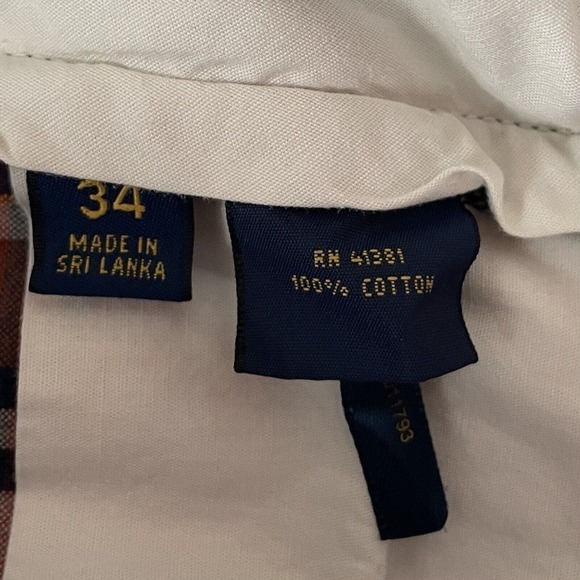 34
MADE IN
SRI LANKA
RN 41381
100% COTTON